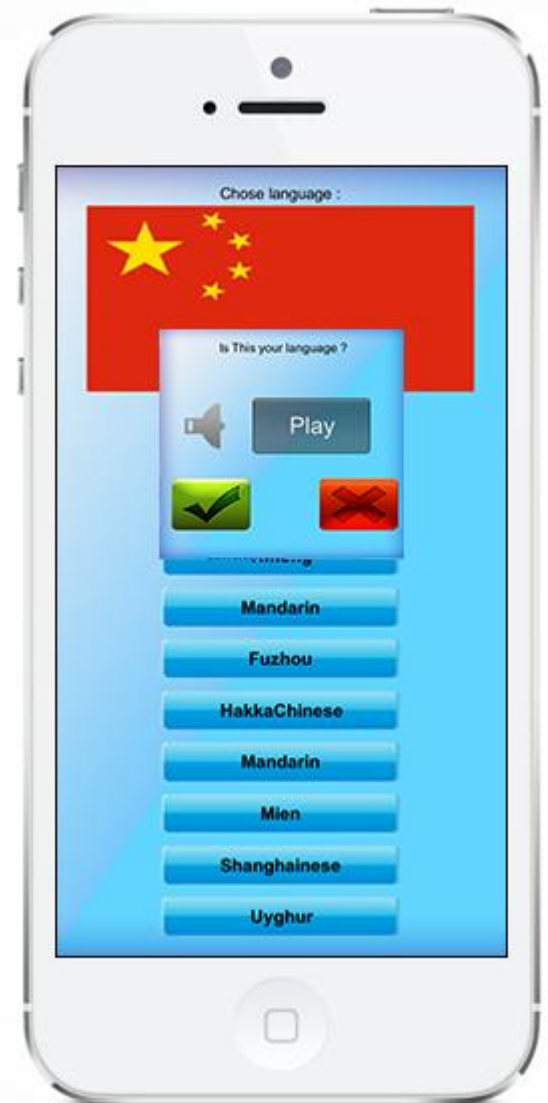 Chose language :
Is This your language ?
Play
Mandarin
Fuzhou
HakkaChinese
Mandarin
Mien
Shanghainese
Uyghur